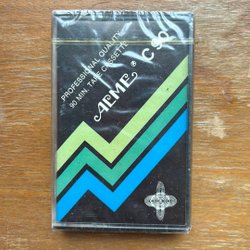 PROFESSIONAL QUALITY
90 MIN. TAPE CASSETTE
ACME ® C 90